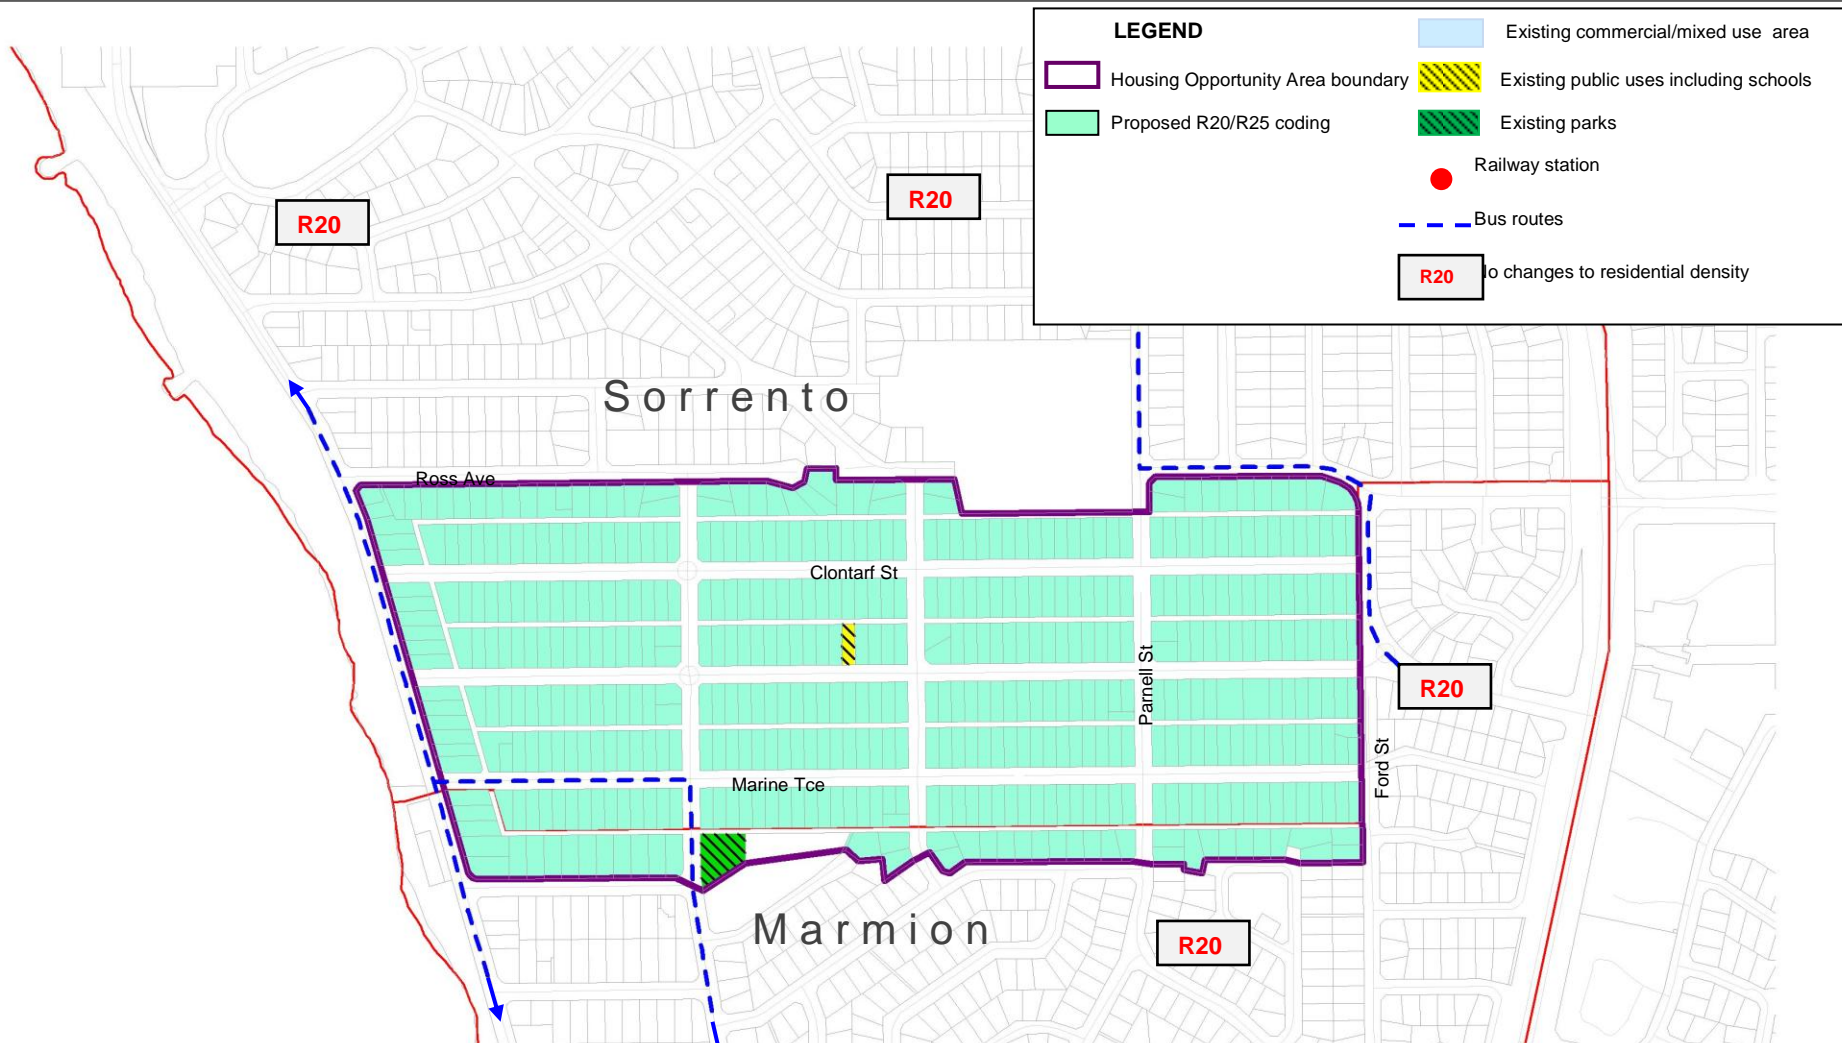 LEGEND
Existing commercial/mixed use area
Housing Opportunity Area boundary
Existing public uses including schools
Proposed R20/R25 coding
Existing parks
Railway station
Bus routes
R20
o changes to residential density
R20
R20
Sorrento
Ross Ave
Clontarf St
Parnell St
R20
Ford St
Marine Tce
Marmion
R20